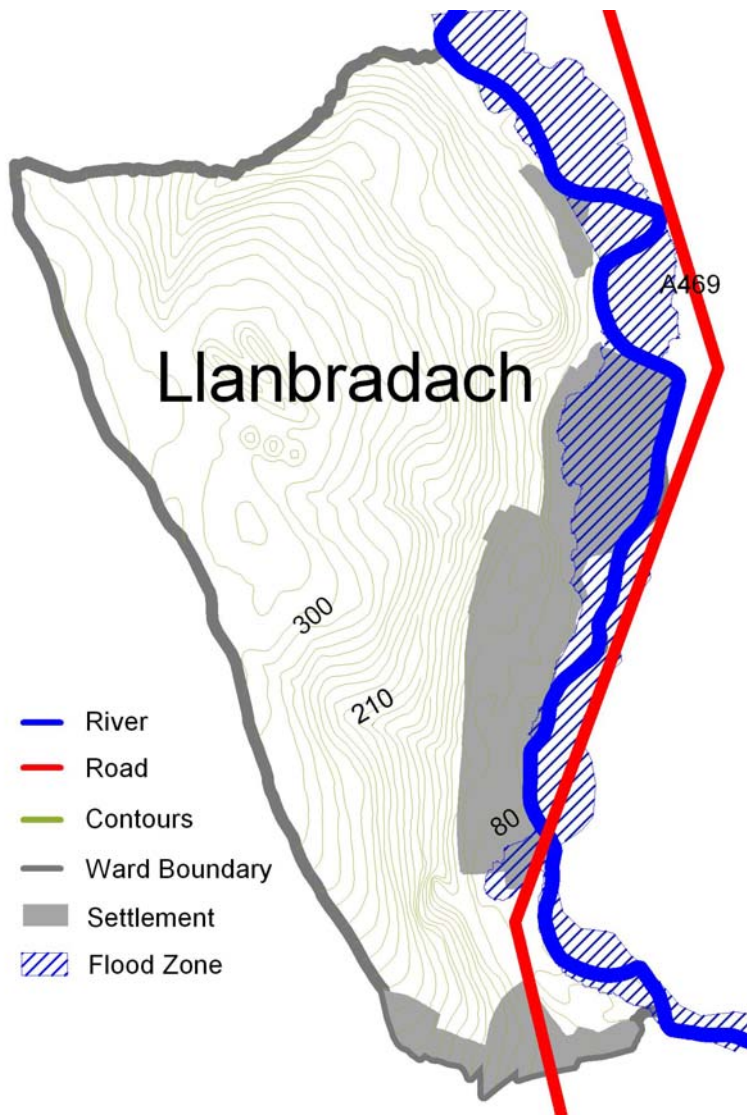 A469
Llanbradach
300
210
80
River
Road
Contours
Ward Boundary
Settlement
Flood Zone